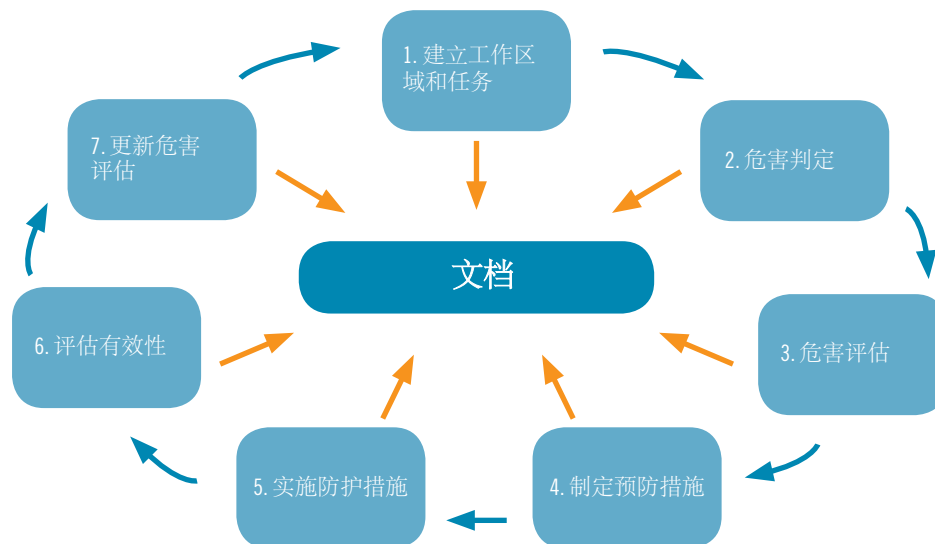 1. 建立工作区
域和任务
2. 危害判定
3. 危害评估
4. 制定预防措施
5. 实施防护措施
6. 评估有效性
7. 更新危害
评估
文档